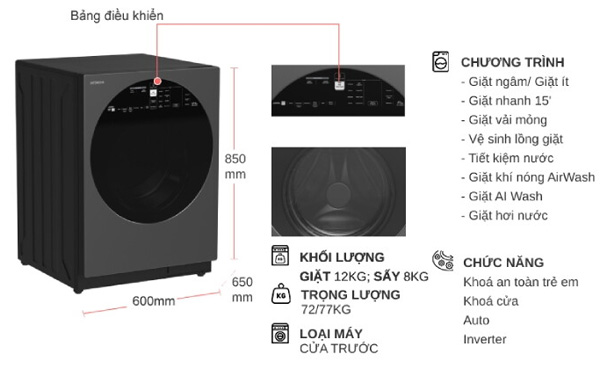 Bảng điều khiển
HITACHI
850
mm
650
mm
600mm
KHỐI LƯỢNG
GIẶT 12KG; SẤY 8KG
KG
TRỌNG LƯỢNG
72/77KG
LOẠI MÁY
CỬA TRƯỚC
CHƯƠNG TRÌNH
- Giặt ngâm/ Giặt ít
- Giặt nhanh 15'
- Giặt vải mỏng
- Vệ sinh lồng giặt
- Tiết kiệm nước
- Giặt khí nóng AirWash
- Giặt AI Wash
- Giặt hơi nước
CHỨC NĂNG
Khoá an toàn trẻ em
Khoá cửa
Auto
Inverter